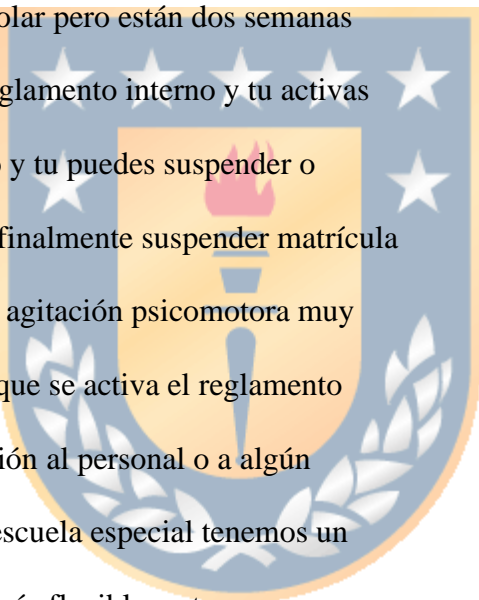 olar pero están dos semanas
glamento interno y tu activas
y tu puedes suspender o
finalmente suspender matrícula
agitación psicomotora muy
que se activa el reglamento
ión al personal o a algún
escuela especial tenemos un